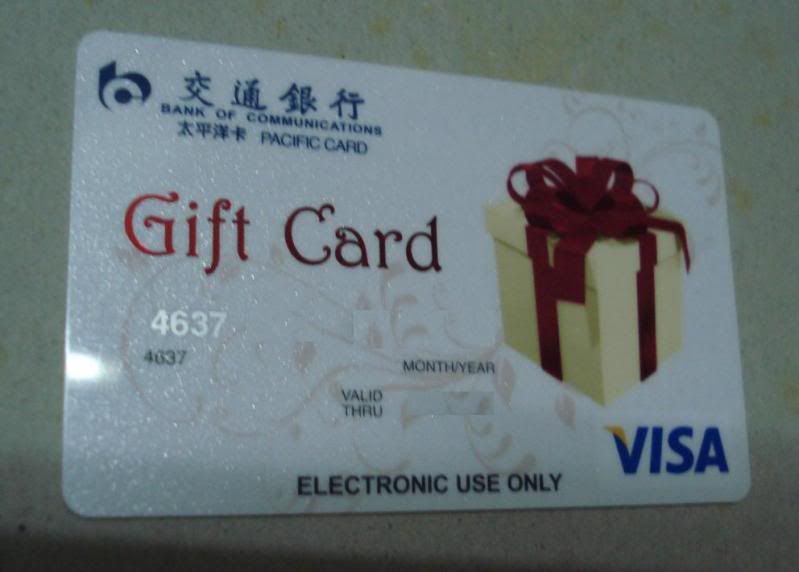 交通銀行
BANK OF COMMUNICATIONS
太平洋卡 PACIFIC CARD
Gift Card
4637
4637
MONTH/YEAR
VALID
THRU
ELECTRONIC USE ONLY
VISA